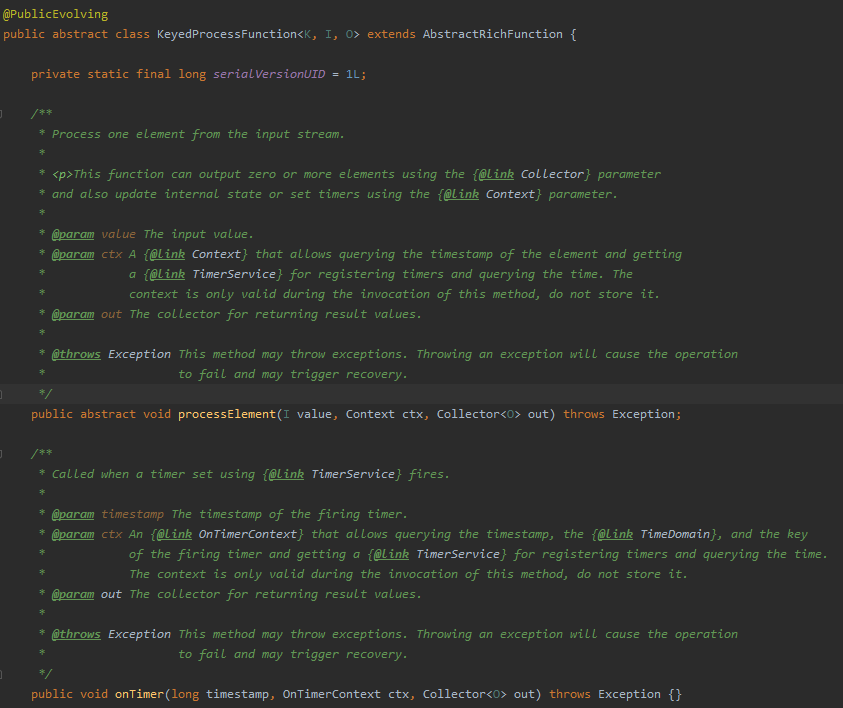 @PublicEvolving
public abstract class KeyedProcessFunction<K, I, O> extends AbstractRichFunction {
private static final long serialVersionUID = 1L;
/**
* Process one element from the input stream.
*
* <p>This function can output zero or more elements using the {@link Collector} parameter
* and also update internal state or set timers using the {@link Context} parameter.
*
* @param value The input value.
* @param ctx A {@link Context} that allows querying the timestamp of the element and getting
* a {@link TimerService} for registering timers and querying the time. The
* context is only valid during the invocation of this method, do not store it.
* @param out The collector for returning result values.
*
* @throws Exception This method may throw exceptions. Throwing an exception will cause the operation
* to fail and may trigger recovery.
*/
public abstract void processElement(I value, Context ctx, Collector<O> out) throws Exception;
/**
* Called when a timer set using {@link TimerService} fires.
*
* @param timestamp The timestamp of the firing timer.
* @param ctx An {@link OnTimerContext} that allows querying the timestamp, the {@link TimeDomain}, and the key
* of the firing timer and getting a {@link TimerService} for registering timers and querying the time.
* The context is only valid during the invocation of this method, do not store it.
* @param out The collector for returning result values.
*
* @throws Exception This method may throw exceptions. Throwing an exception will cause the operation
* to fail and may trigger recovery.
*/
public void onTimer(long timestamp, OnTimerContext ctx, Collector<O> out) throws Exception {}